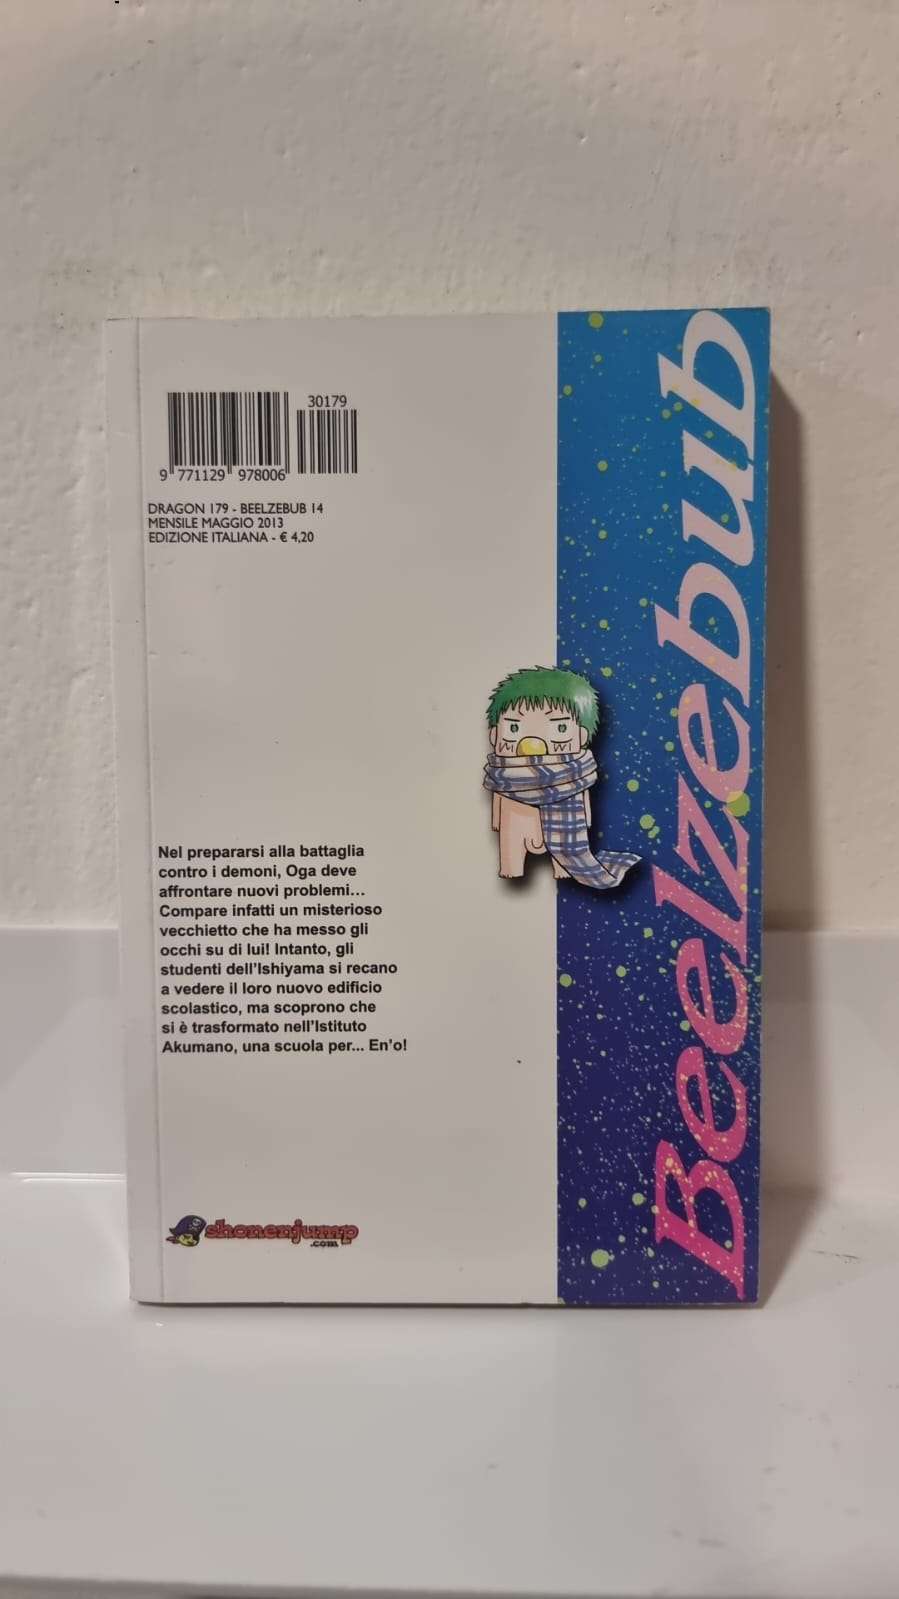 30179
9 771129 978006
DRAGON 179 - BEELZEBUB 14
MENSILE MAGGIO 2013
EDIZIONE ITALIANA - € 4,20
Beelzebub
Nel prepararsi alla battaglia
contro i demoni, Oga deve
affrontare nuovi problemi...
Compare infatti un misterioso
vecchietto che ha messo gli
occhi su di lui! Intanto, gli
studenti dell'Ishiyama si recano
a vedere il loro nuovo edificio
scolastico, ma scoprono che
si è trasformato nell'Istituto
Akumano, una scuola per... En'o!
shonenjump
.com